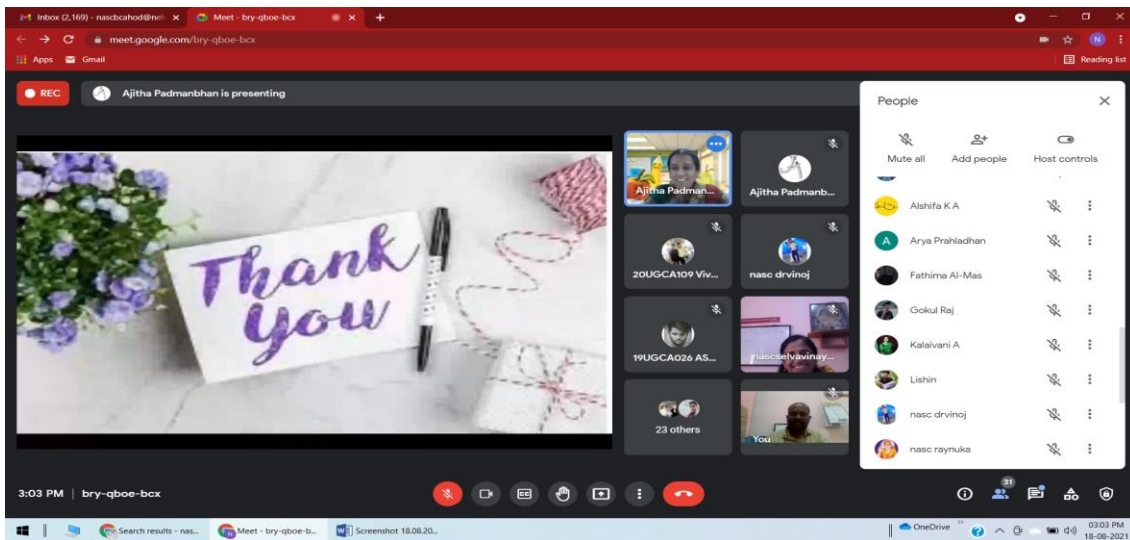 Inbox (2,169) - nascbcahod@neh
Meet - bry-qboe-bcx
meet.google.com/bry-qboe-bcx
Apps
Gmail
Reading list
REC
Ajitha Padmanbhan is presenting
Thank
You
Ajitha Padman...
Ajitha Padmanb...
20UGCA109 Viv...
nasc drvinoj
19UGCA026 AS...
nascselvavinay...
23 others
You
People
Mute all
Add people
Host controls
Alshifa K A
A
Arya Prahladhan
Fathima Al-Mas
Gokul Raj
Kalaivani A
Lishin
nasc drvinoj
nasc raynuka
3:03 PM | bry-qboe-bcx
31
Search results - nas...
Meet - bry-qboe-b...
Screenshot 18.08.20...
OneDrive
03:03 PM
18-08-2021